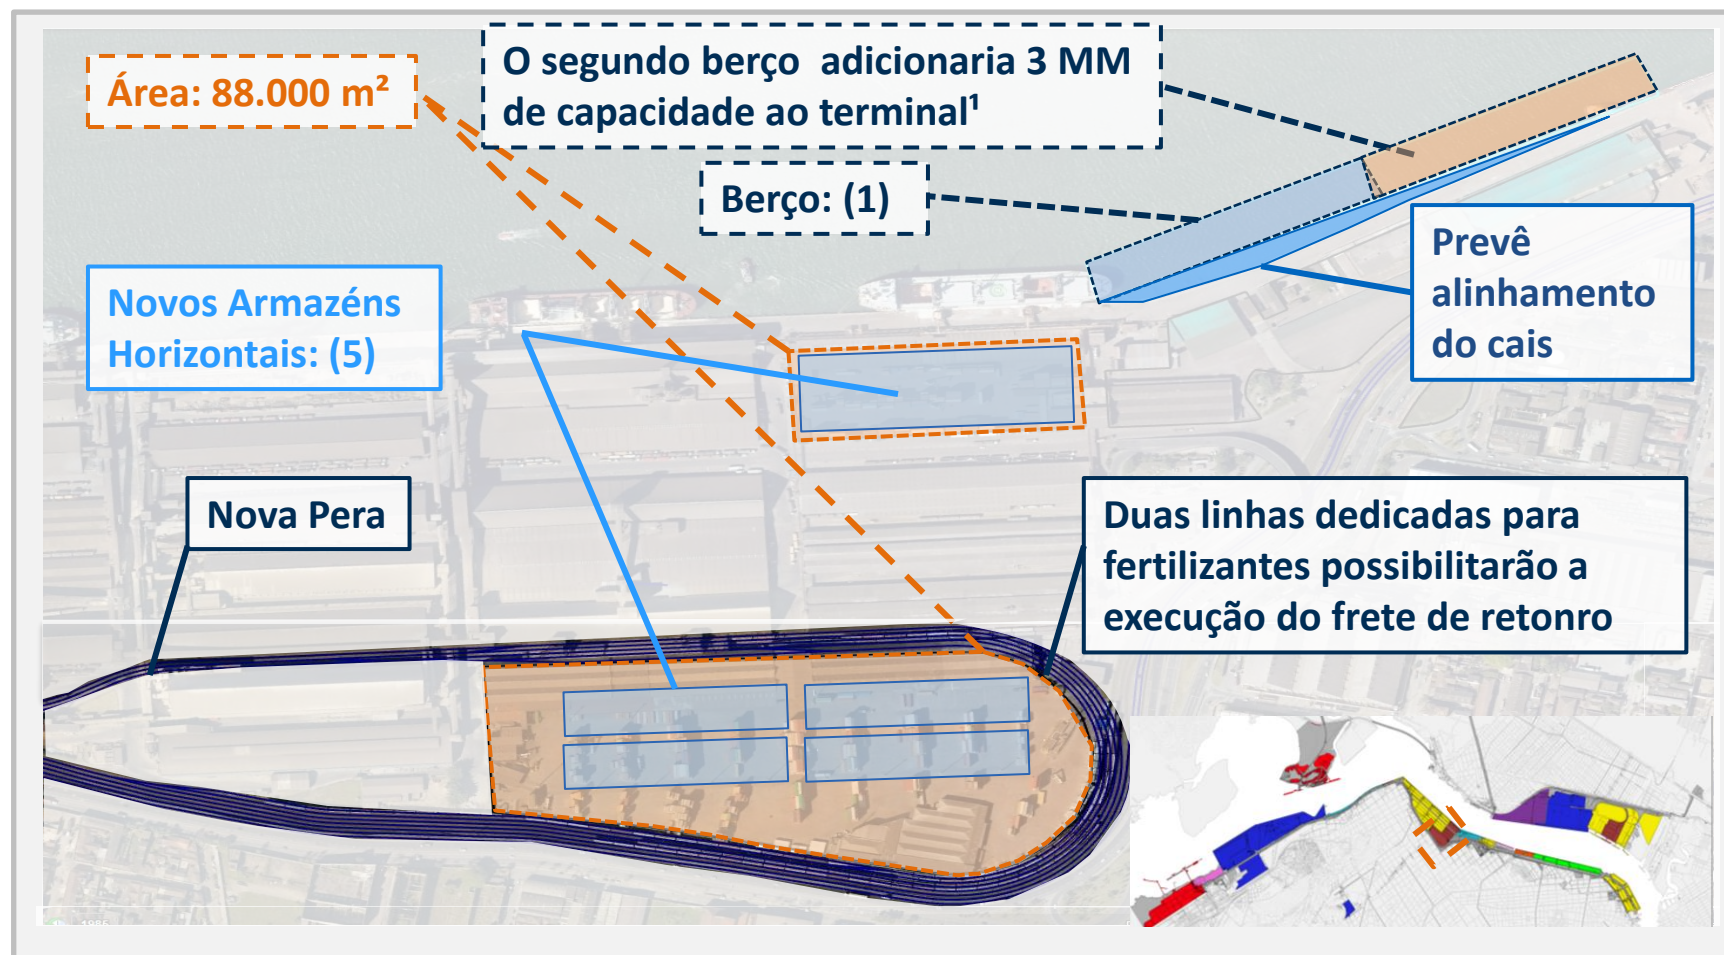 Área: 88.000 m²
O segundo berço adicionaria 3 MM
de capacidade ao terminal¹
Berço: (1)
Prevê
alinhamento
do cais
Novos Armazéns
Horizontais: (5)
Nova Pera
Duas linhas dedicadas para
fertilizantes possibilitarão a
execução do frete de retonro
1985